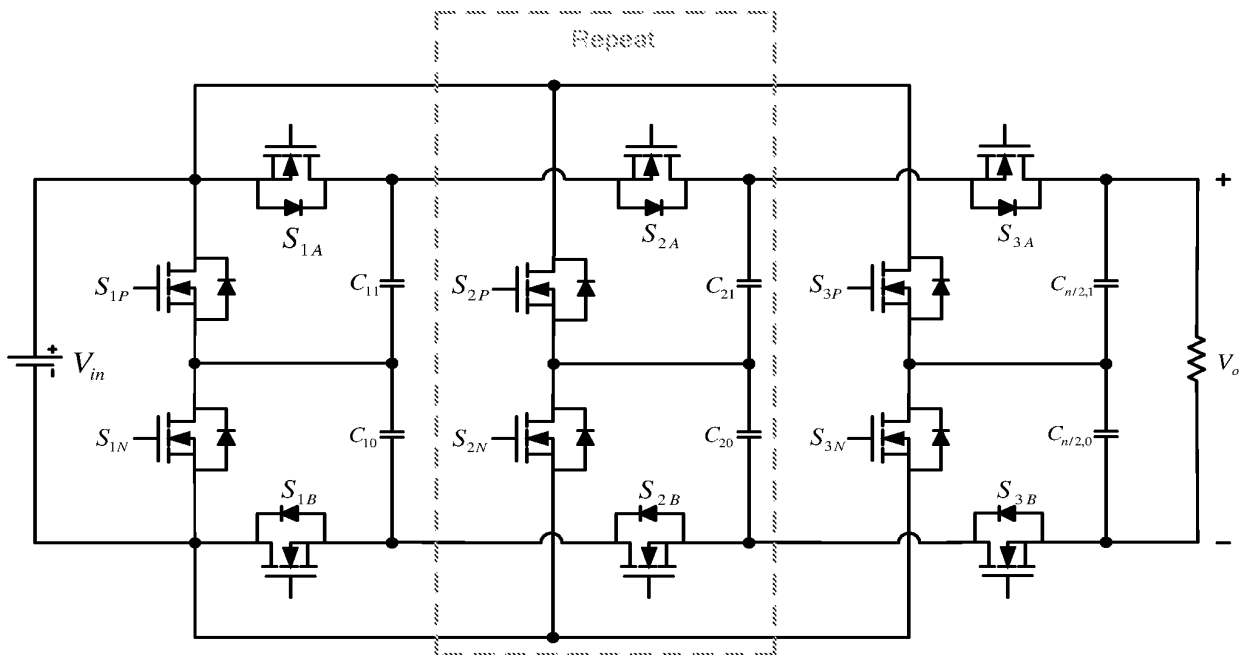 Repeat
S1A
S2A
S3A
+
S1P
C11
S2P
C21
S3P
Cn/2,1
+
Vin
Vo
S1N
C10
S2N
C20
S3N
Cn/2,0
S1B
S2B
S3B
−